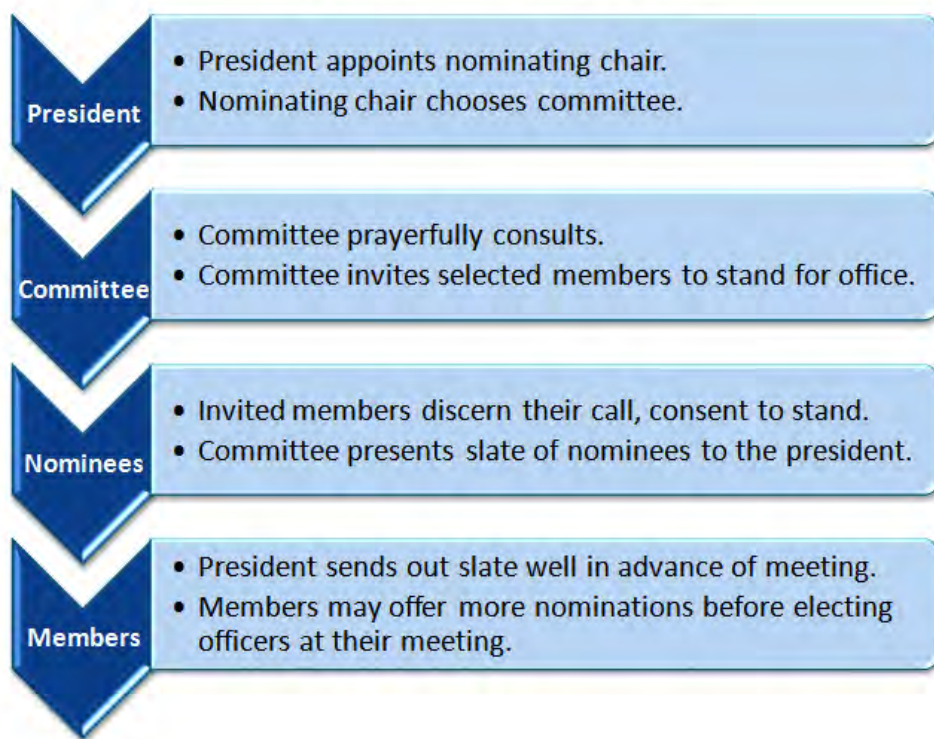 President
• President appoints nominating chair.
• Nominating chair chooses committee.
Committee
• Committee prayerfully consults.
• Committee invites selected members to stand for office.
Nominees
• Invited members discern their call, consent to stand.
• Committee presents slate of nominees to the president.
Members
• President sends out slate well in advance of meeting.
• Members may offer more nominations before electing
officers at their meeting.